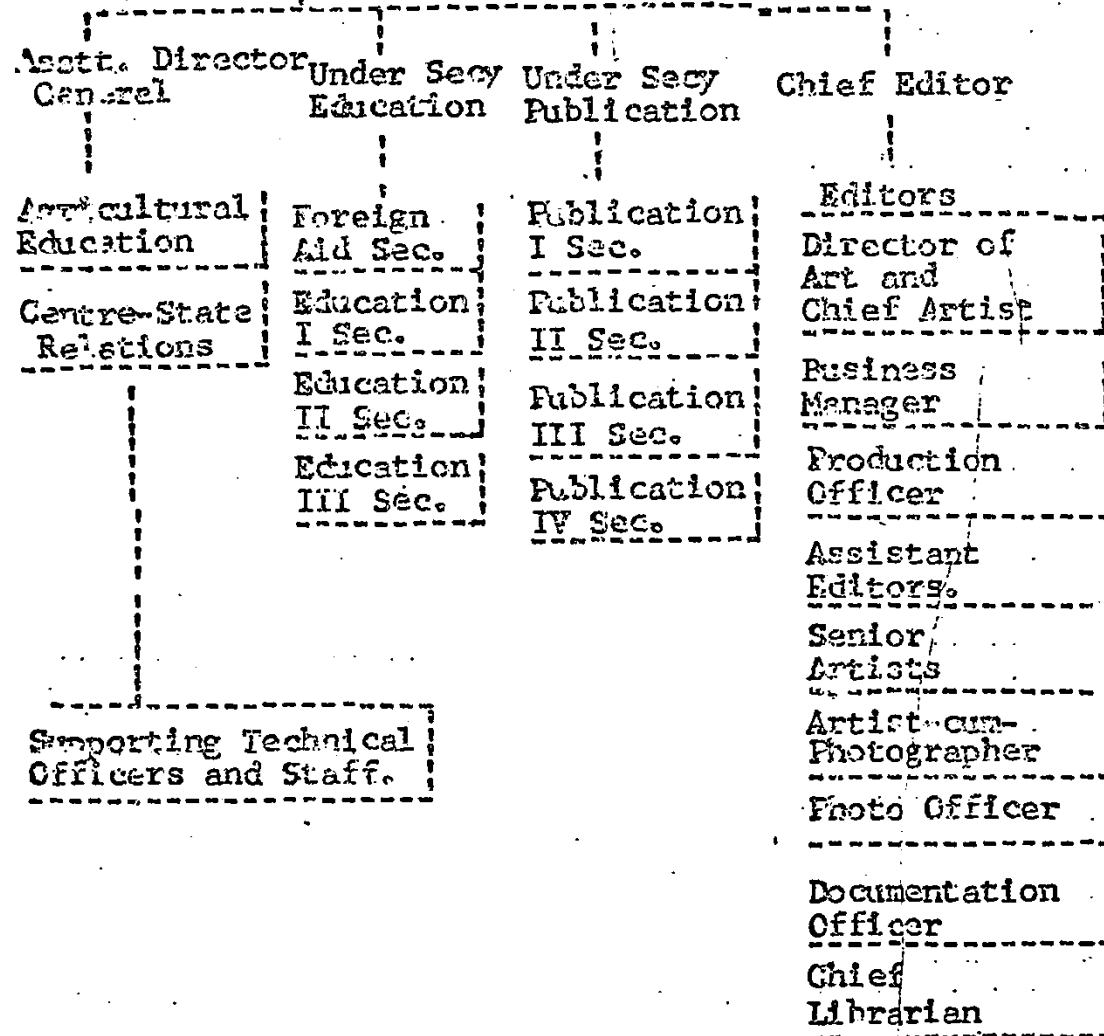 Asstt. Director
General
Under Secy
Education
Under Secy
Publication
Chief Editor
Agricultural
Education
Centre-State
Relations
Supporting Technical
Officers and Staff.
Foreign
Aid Sec.
Education
I Sec.
Education
II Sec.
Education
III Sec.
Publication
I Sec.
Publication
II Sec.
Publication
III Sec.
Publication
IV Sec.
Editors
Director of
Art and
Chief Artist
Business
Manager
Production
Officer
Assistant
Editors.
Senior
Artists
Artist-cum-
Photographer
Photo Officer
Documentation
Officer
Chief
Librarian